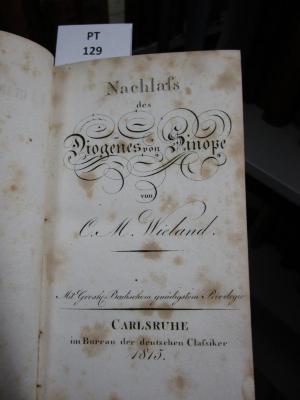 PT
129
Nachlaß
des
Diogenes von Sinope
von
C. M. Wieland.
Mit Grosh. Badischem gnädigstem Privilegio
CARLSRUHE
im Bureau der deutschen Classiker
1815.